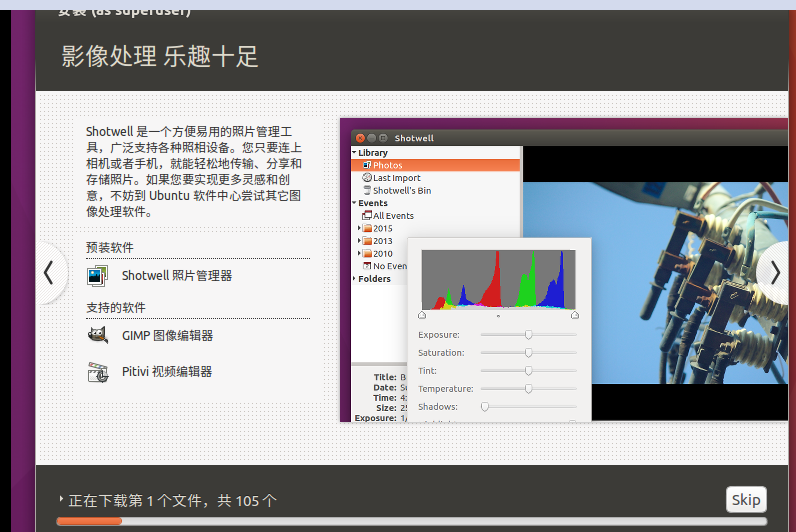 安装 (as superuser)
影像处理 乐趣十足
Shotwell 是一个方便易用的照片管理工
具，广泛支持各种照相设备。您只要连上
相机或者手机，就能轻松地传输、分享和
存储照片。如果您要实现更多灵感和创
意，不妨到 Ubuntu 软件中心尝试其它图
像处理软件。
预装软件
Shotwell 照片管理器
支持的软件
GIMP 图像编辑器
Pitivi 视频编辑器
Shotwell
Library
Photos
Last Import
Shotwell's Bin
Events
All Events
2015
2013
2010
No Even
Folders
Exposure:
Saturation:
Tint:
Temperature:
Shadows:
Title: B
Date: Su
Time: 4:
Size: 25
Exposure: 1/
正在下载第 1 个文件，共 105 个
Skip